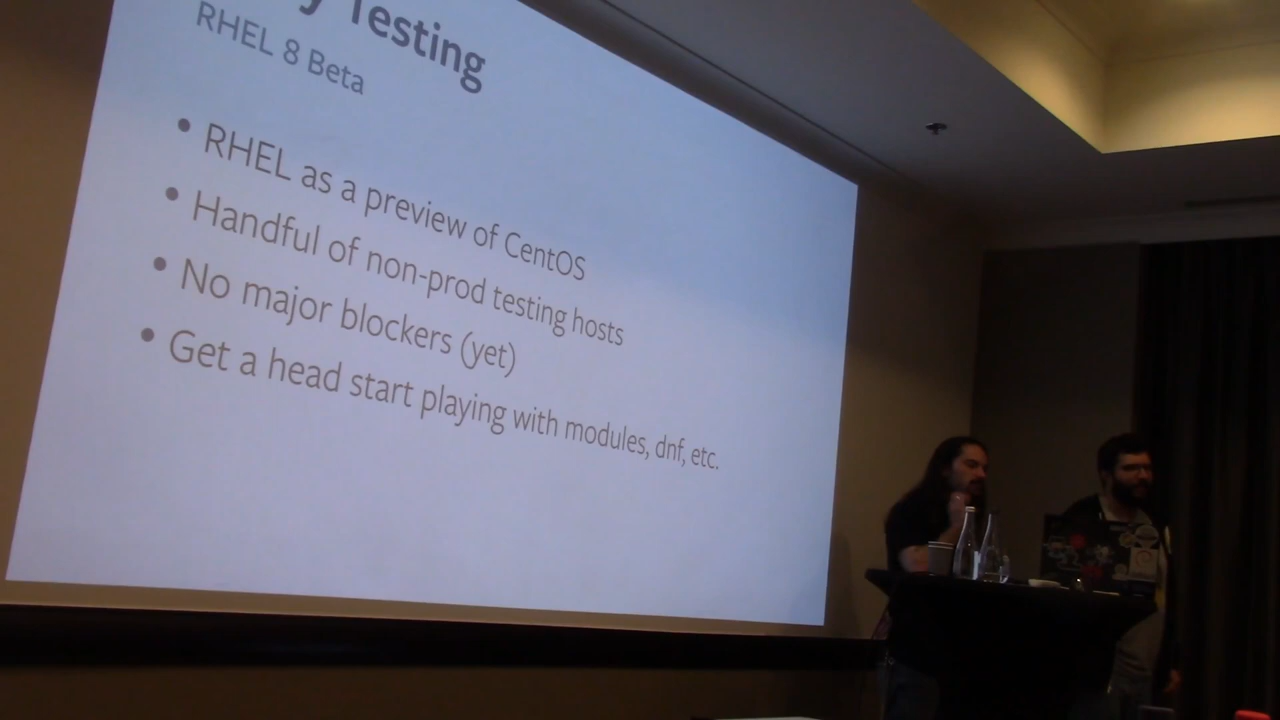 Testing
RHEL 8 Beta
• RHEL as a preview of CentOS
• Handful of non-prod testing hosts
• No major blockers (yet)
• Get a head start playing with modules, dnf, etc.